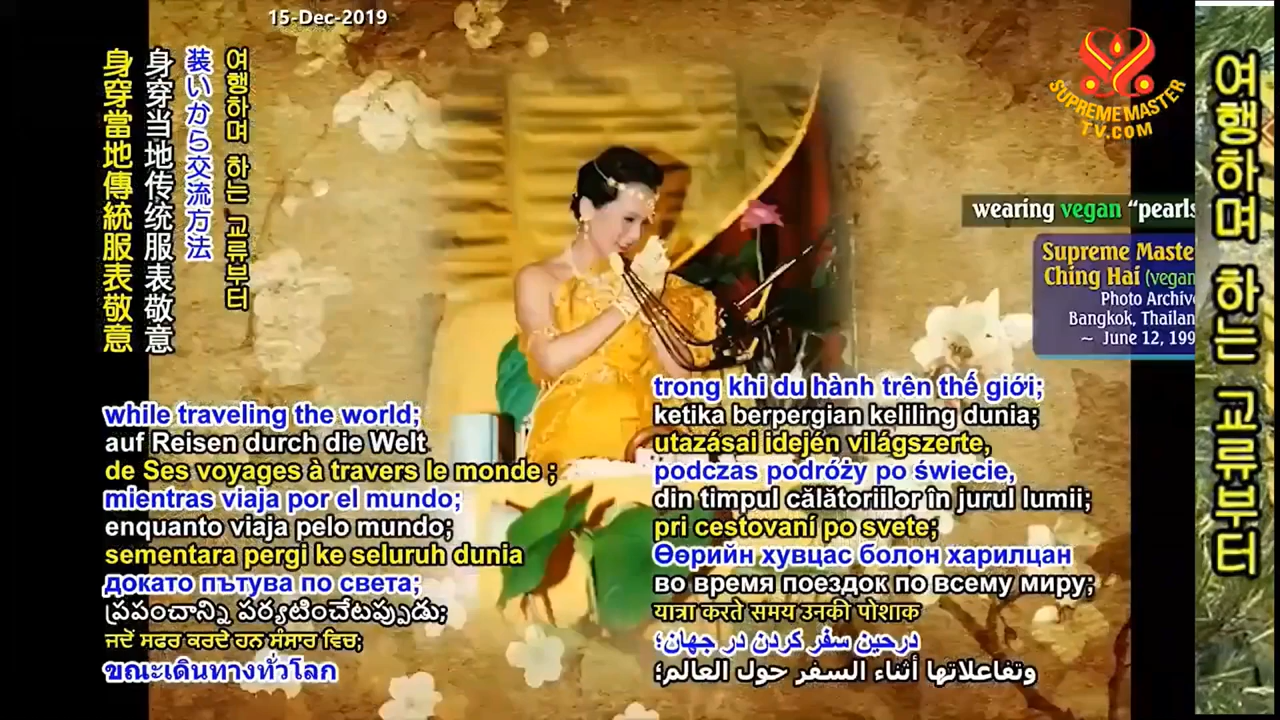 15-Dec-2019
SUPREME MASTER
TV.COM
여행하며 하는 교류부터
装いから交流方法
身穿当地传统服表敬意
身穿當地傳統服表敬意
wearing vegan “pearls
Supreme Maste
Ching Hai (vegan
Photo Archive
Bangkok, Thailan
~ June 12, 199
여행하며 하는 교류부터
while traveling the world;
auf Reisen durch die Welt
de Ses voyages à travers le monde ;
mientras viaja por el mundo;
enquanto viaja pelo mundo;
sementara pergi ke seluruh dunia
докато пътува по света;
ప్రపంచాన్ని పర్యటించేటప్పుడు;
ਜਦੋਂ ਸਫਰ ਕਰਦੇ ਹਨ ਸੰਸਾਰ ਵਿਚ;
ขณะเดินทางทั่วโลก
trong khi du hành trên thế giới;
ketika berpergian keliling dunia;
utazásai idején világszerte,
podczas podróży po świecie,
din timpul călătoriilor în jurul lumii;
pri cestovaní po svete;
Өөрийн хувцас болон харилцан
во время поездок по всему миру;
यात्रा करते समय उनकी पोशाक
درحین سفر کردن در جهان؛
وتفاعلاتها أثناء السفر حول العالم؛